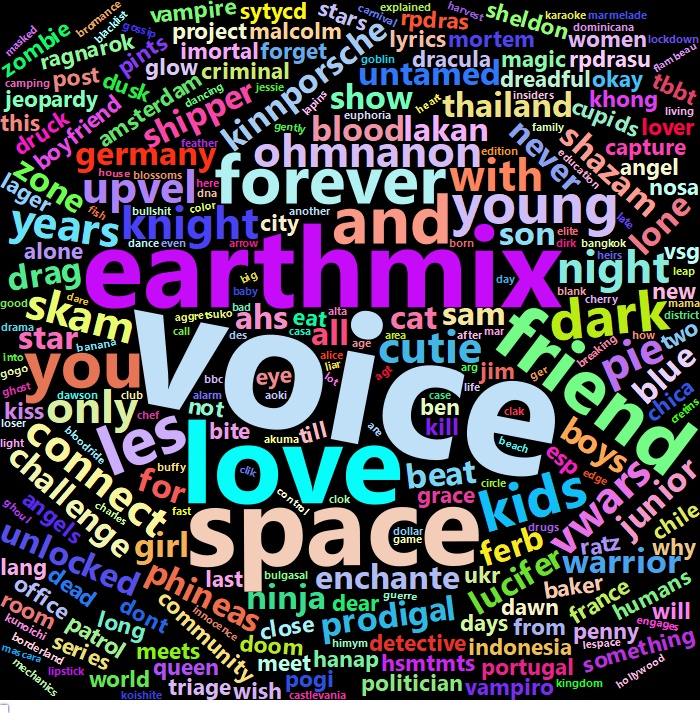 masked
bromance
blacklist
gossip
vampire
sytycd
stars
carnival
explained
rpdras
sheldon
harvest
karaoke
marmelade
dominicana
zombie
ragnarok
pints
project
malcolm
imortal
forget
kinnporsche
lyrics
mortem
women
lockdown
goblin
dracula
magic
rpdrasu
flambeau
camping
post
dusk
glow
criminal
dancing
jessie
untamed
dreadful
okay
tbbt
jeopardy
amsterdam
shipper
lapins
show
heart
thailand
insiders
khong
living
this
druck
boyfriend
feather
gently
euphoria
blood
lakan
never
family
cupids
lover
germany
ohmnanon
edition
shazam
education
capture
lager
zone
house
blossoms
here
dna
upvel
forever
with
angel
nosa
fish
bullshit
color
another
young
lone
late
years
knight
city
and
son
elite
dirk
bangkok
vsg
alone
dance
even
arrow
earthmix
born
night
heirs
leap
drag
big
baby
day
blank
cherry
new
mama
good
dare
skam
aggretsuko
bad
ahs
eat
alta
cat
sam
friend
dark
district
drama
star
banana
call
des
casa
all
age
area
after
mar
cutie
pie
how
two
into
gogo
you
voice
liar
alice
lot
agt
arg
jim
ger
breaking
blue
ghost
dawson
club
bbc
eye
aoki
ben
life
chica
cretins
kiss
only
chef
alarm
not
case
kill
clak
boys
loser
light
connect
les
bite
akuma
till
are
beach
esp
edge
bloodride
buffy
love
clik
beat
circle
kids
vwars
junior
challenge
for
fast
clok
control
grace
drugs
chile
ghoul
angels
charles
space
dollar
game
ferb
ratz
why
unlocked
girl
lang
office
dead
phineas
last
bulgasal
enchante
ukr
lucifer
warrior
baker
humans
room
kunoichi
dont
innocence
ninja
dear
guerre
prodigal
dawn
france
will
borderland
patrol
long
community
close
days
from
penny
lespace
engages
mascara
series
meets
doom
himym
detective
indonesia
something
mechanics
lipstick
world
queen
meet
hanap
hsmtmts
portugal
hollywood
koishite
triage
wish
pogi
castlevania
politician
vampiro
kingdom